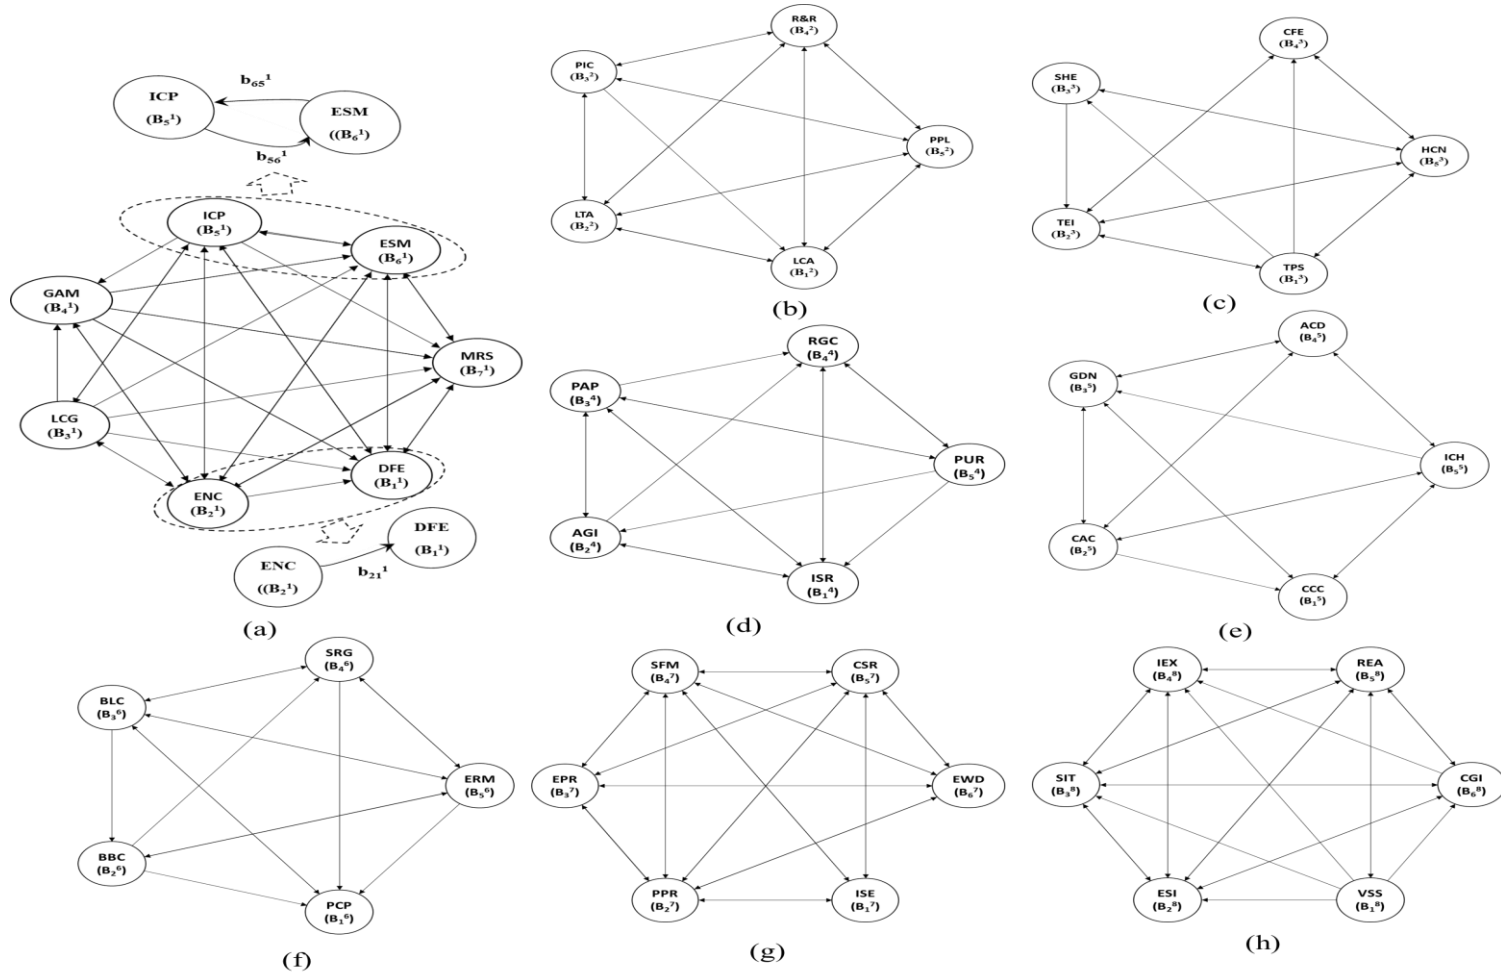 b₆₅¹
ICP
(B₅¹)
ESM
((B₆¹)
b₅₆¹
ICP
(B₅¹)
ESM
(B₆¹)
GAM
(B₄¹)
MRS
(B₇¹)
LCG
(B₃¹)
DFE
(B₁¹)
ENC
(B₂¹)
DFE
(B₁¹)
ENC
((B₂¹)
b₂₁¹
(a)
R&R
(B₄²)
PIC
(B₃²)
PPL
(B₅²)
LTA
(B₂²)
LCA
(B₁²)
(b)
CFE
(B₄³)
SHE
(B₃³)
HCN
(B₅³)
TEI
(B₂³)
TPS
(B₁³)
(c)
RGC
(B₄⁴)
PAP
(B₃⁴)
PUR
(B₅⁴)
AGI
(B₂⁴)
ISR
(B₁⁴)
(d)
ACD
(B₄⁵)
GDN
(B₃⁵)
ICH
(B₅⁵)
CAC
(B₂⁵)
CCC
(B₁⁵)
(e)
SRG
(B₄⁶)
BLC
(B₃⁶)
ERM
(B₅⁶)
BBC
(B₂⁶)
PCP
(B₁⁶)
(f)
SFM
(B₄⁷)
CSR
(B₅⁷)
EPR
(B₃⁷)
EWD
(B₆⁷)
PPR
(B₂⁷)
ISE
(B₁⁷)
(g)
IEX
(B₄⁸)
REA
(B₅⁸)
SIT
(B₃⁸)
CGI
(B₆⁸)
ESI
(B₂⁸)
VSS
(B₁⁸)
(h)